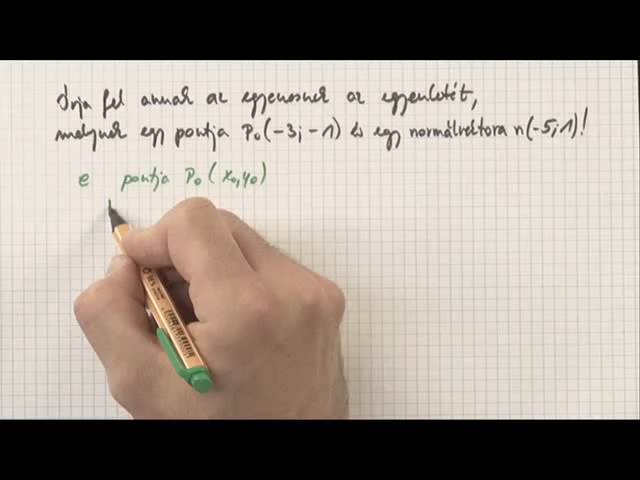 Írja fel annak az egyenesnek az egyenletét,
melynek egy pontja P₀(-3;-1) és egy normálvektora n(-5;1)!
e pontja P₀(x₀,y₀)